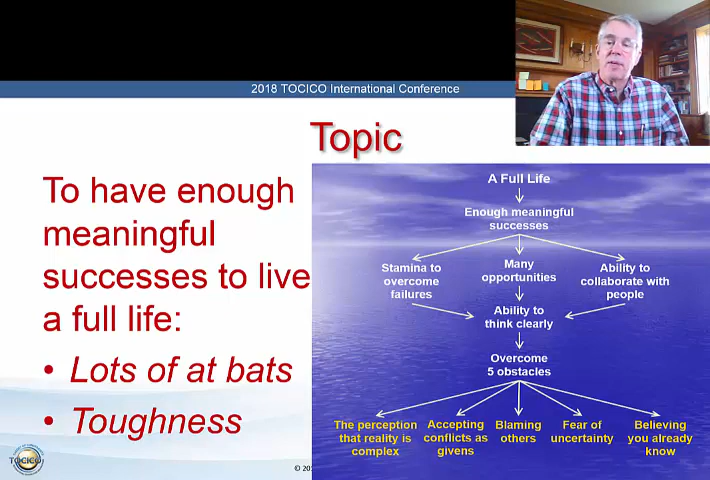 2018 TOCICO International Conference
Topic
To have enough
meaningful
successes to live
a full life:
• Lots of at bats
• Toughness
A Full Life
Enough meaningful
successes
Stamina to
overcome
failures
Many
opportunities
Ability to
collaborate with
people
Ability to
think clearly
Overcome
5 obstacles
The perception
that reality is
complex
Accepting
conflicts as
givens
Blaming
others
Fear of
uncertainty
Believing
you already
know
TOCICO
©